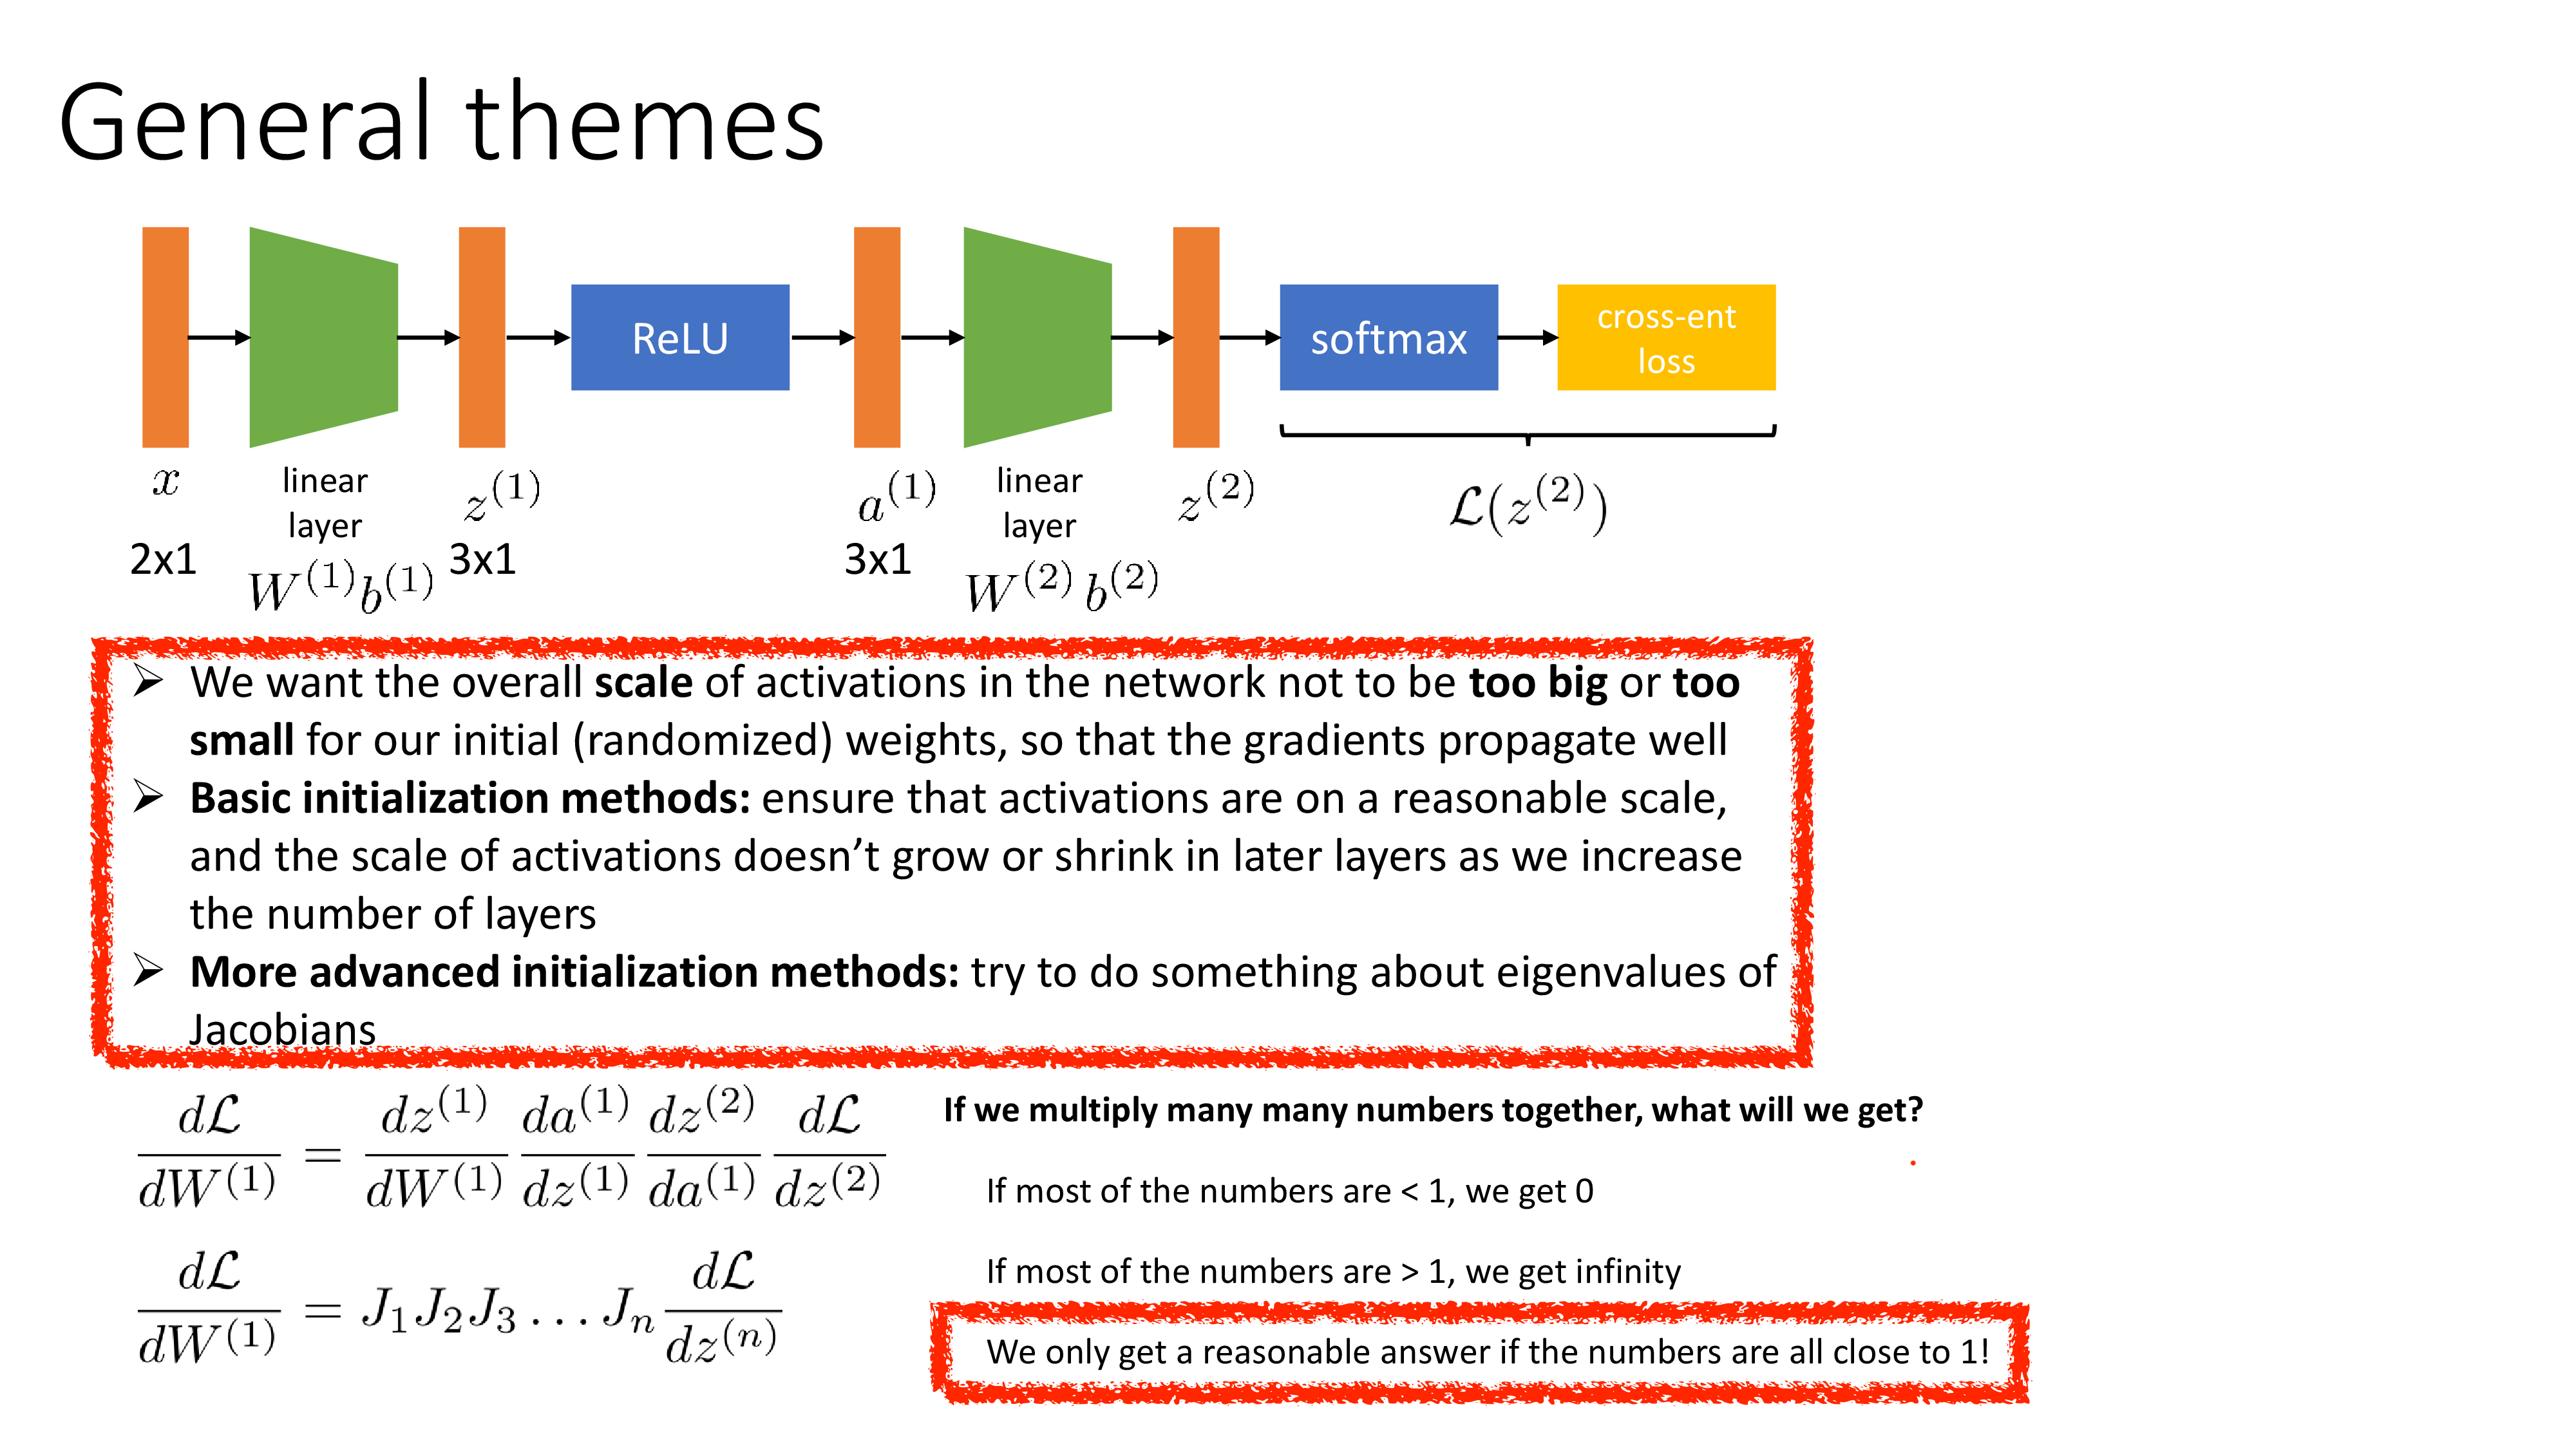 General themes
ReLU
softmax
cross-ent
loss
x
linear
layer
z^{(1)}
a^{(1)}
linear
layer
z^{(2)}
\mathcal{L}(z^{(2)})
2x1
W^{(1)} b^{(1)}
3x1
3x1
W^{(2)} b^{(2)}
➢ We want the overall scale of activations in the network not to be too big or too
small for our initial (randomized) weights, so that the gradients propagate well
➢ Basic initialization methods: ensure that activations are on a reasonable scale,
and the scale of activations doesn’t grow or shrink in later layers as we increase
the number of layers
➢ More advanced initialization methods: try to do something about eigenvalues of
Jacobians
\frac{d\mathcal{L}}{dW^{(1)}} = \frac{dz^{(1)}}{dW^{(1)}} \frac{da^{(1)}}{dz^{(1)}} \frac{dz^{(2)}}{da^{(1)}} \frac{d\mathcal{L}}{dz^{(2)}}
\frac{d\mathcal{L}}{dW^{(1)}} = J_1 J_2 J_3 \ldots J_n \frac{d\mathcal{L}}{dz^{(n)}}
If we multiply many many numbers together, what will we get?
If most of the numbers are < 1, we get 0
If most of the numbers are > 1, we get infinity
We only get a reasonable answer if the numbers are all close to 1!